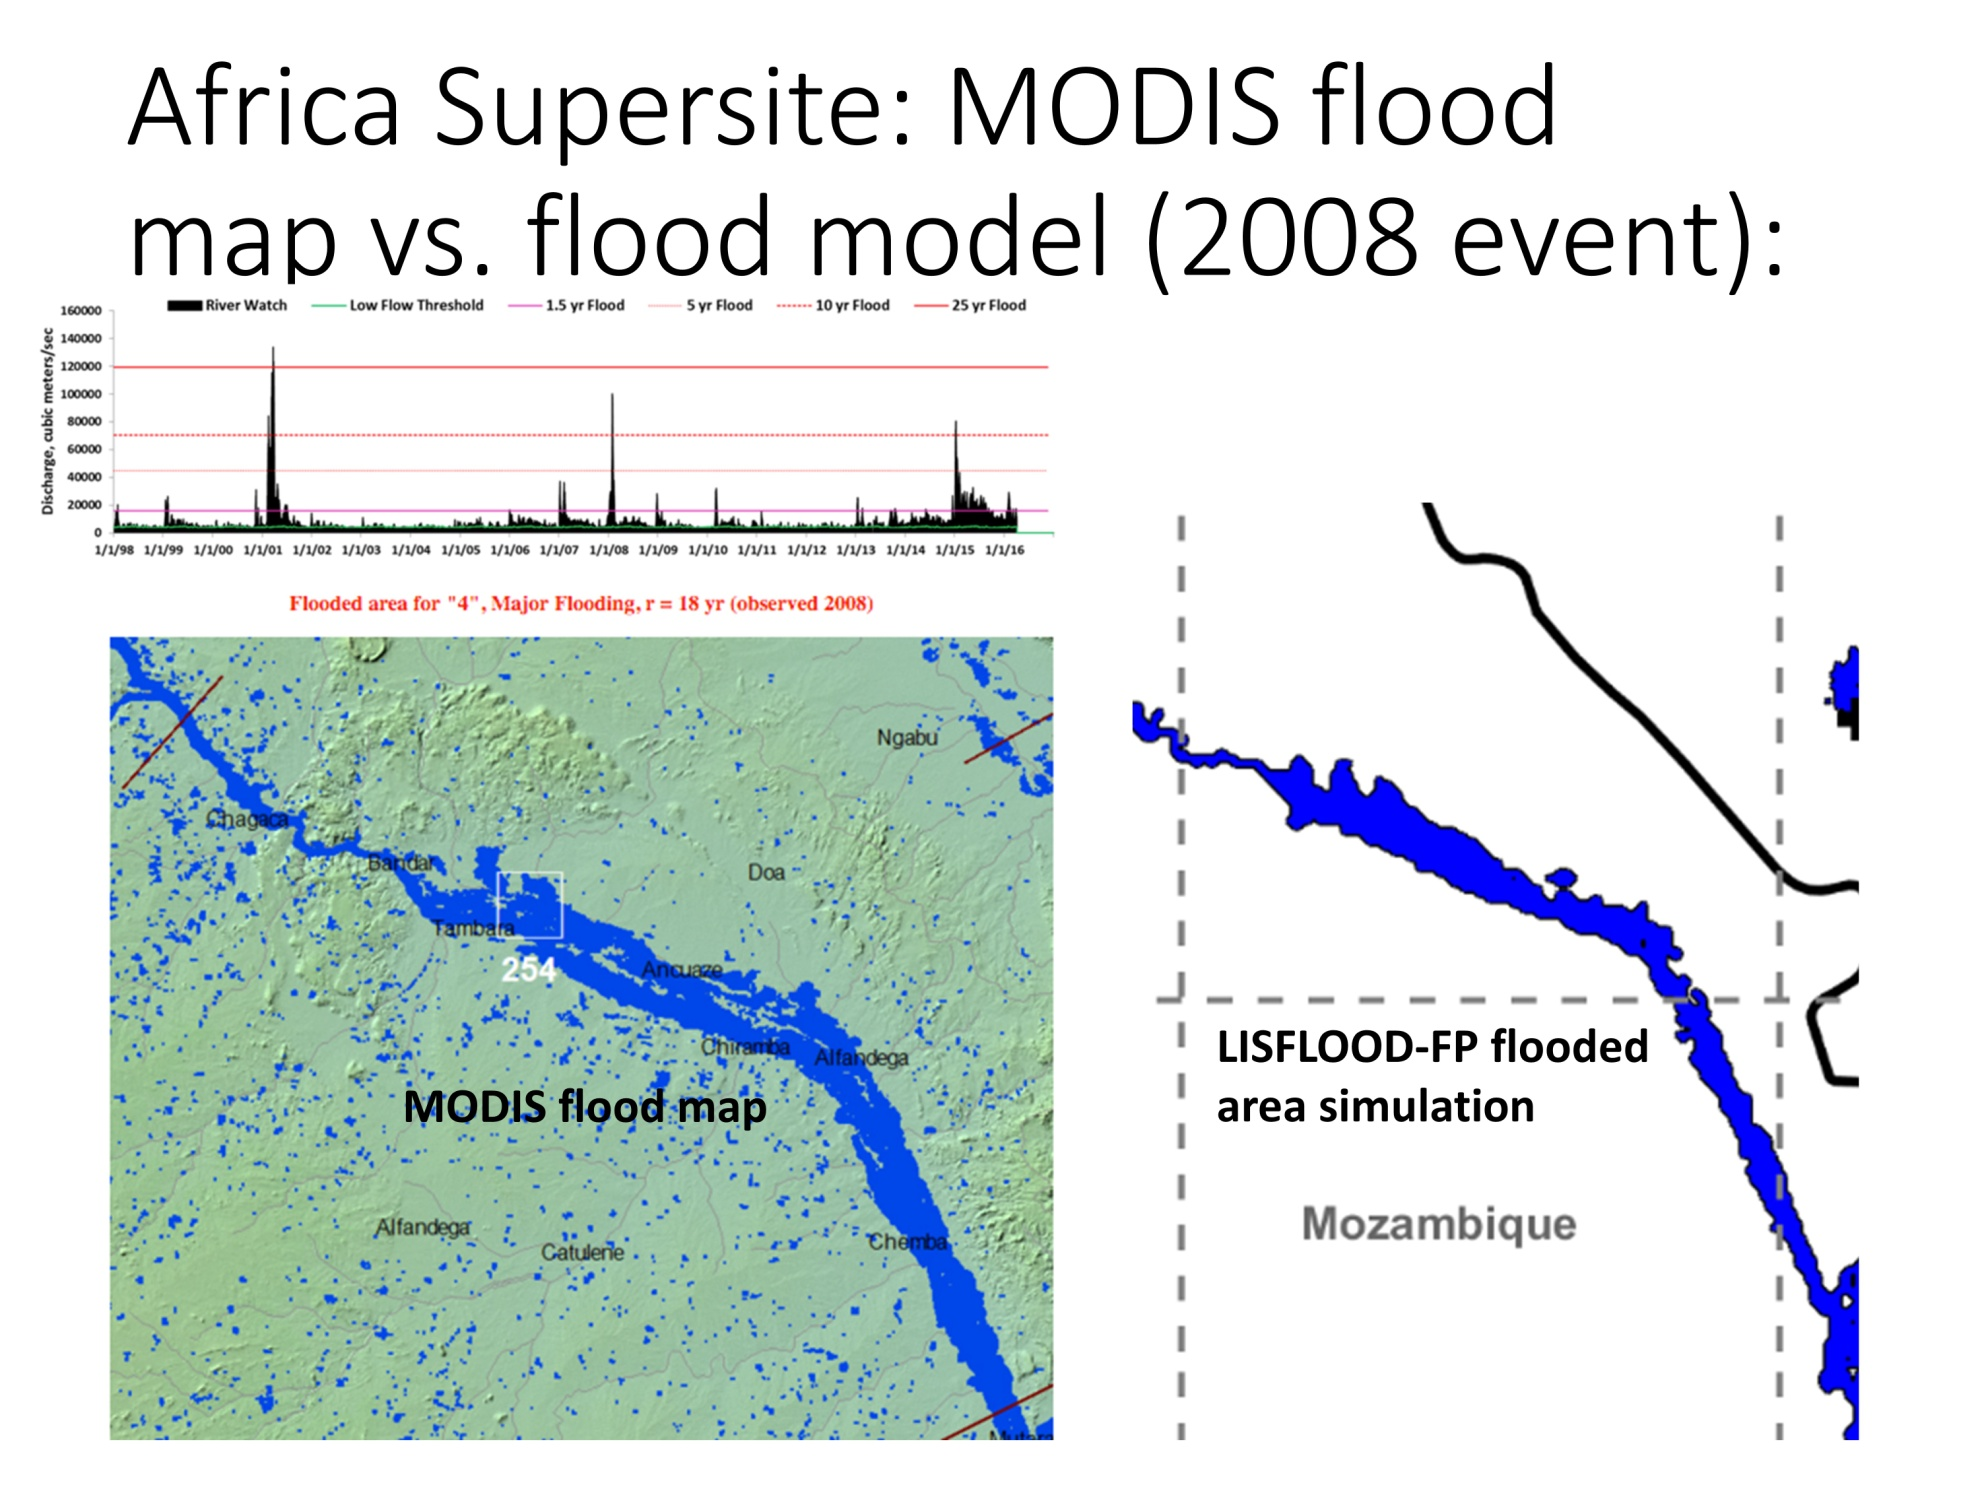 Africa Supersite: MODIS flood
map vs. flood model (2008 event):
River Watch Low Flow Threshold 1.5 yr Flood 5 yr Flood 10 yr Flood 25 yr Flood
Discharge, cubic meters/sec
160000
140000
120000
100000
80000
60000
40000
20000
0
1/1/98 1/1/99 1/1/00 1/1/01 1/1/02 1/1/03 1/1/04 1/1/05 1/1/06 1/1/07 1/1/08 1/1/09 1/1/10 1/1/11 1/1/12 1/1/13 1/1/14 1/1/15 1/1/16
Flooded area for "4", Major Flooding, r = 18 yr (observed 2008)
Ngabu
Chagaca
Bandar
Doa
Tambara
254
Ancuaze
Chiramba
Alfandega
MODIS flood map
Alfandega
Catulene
Chemba
LISFLOOD-FP flooded
area simulation
Mozambique